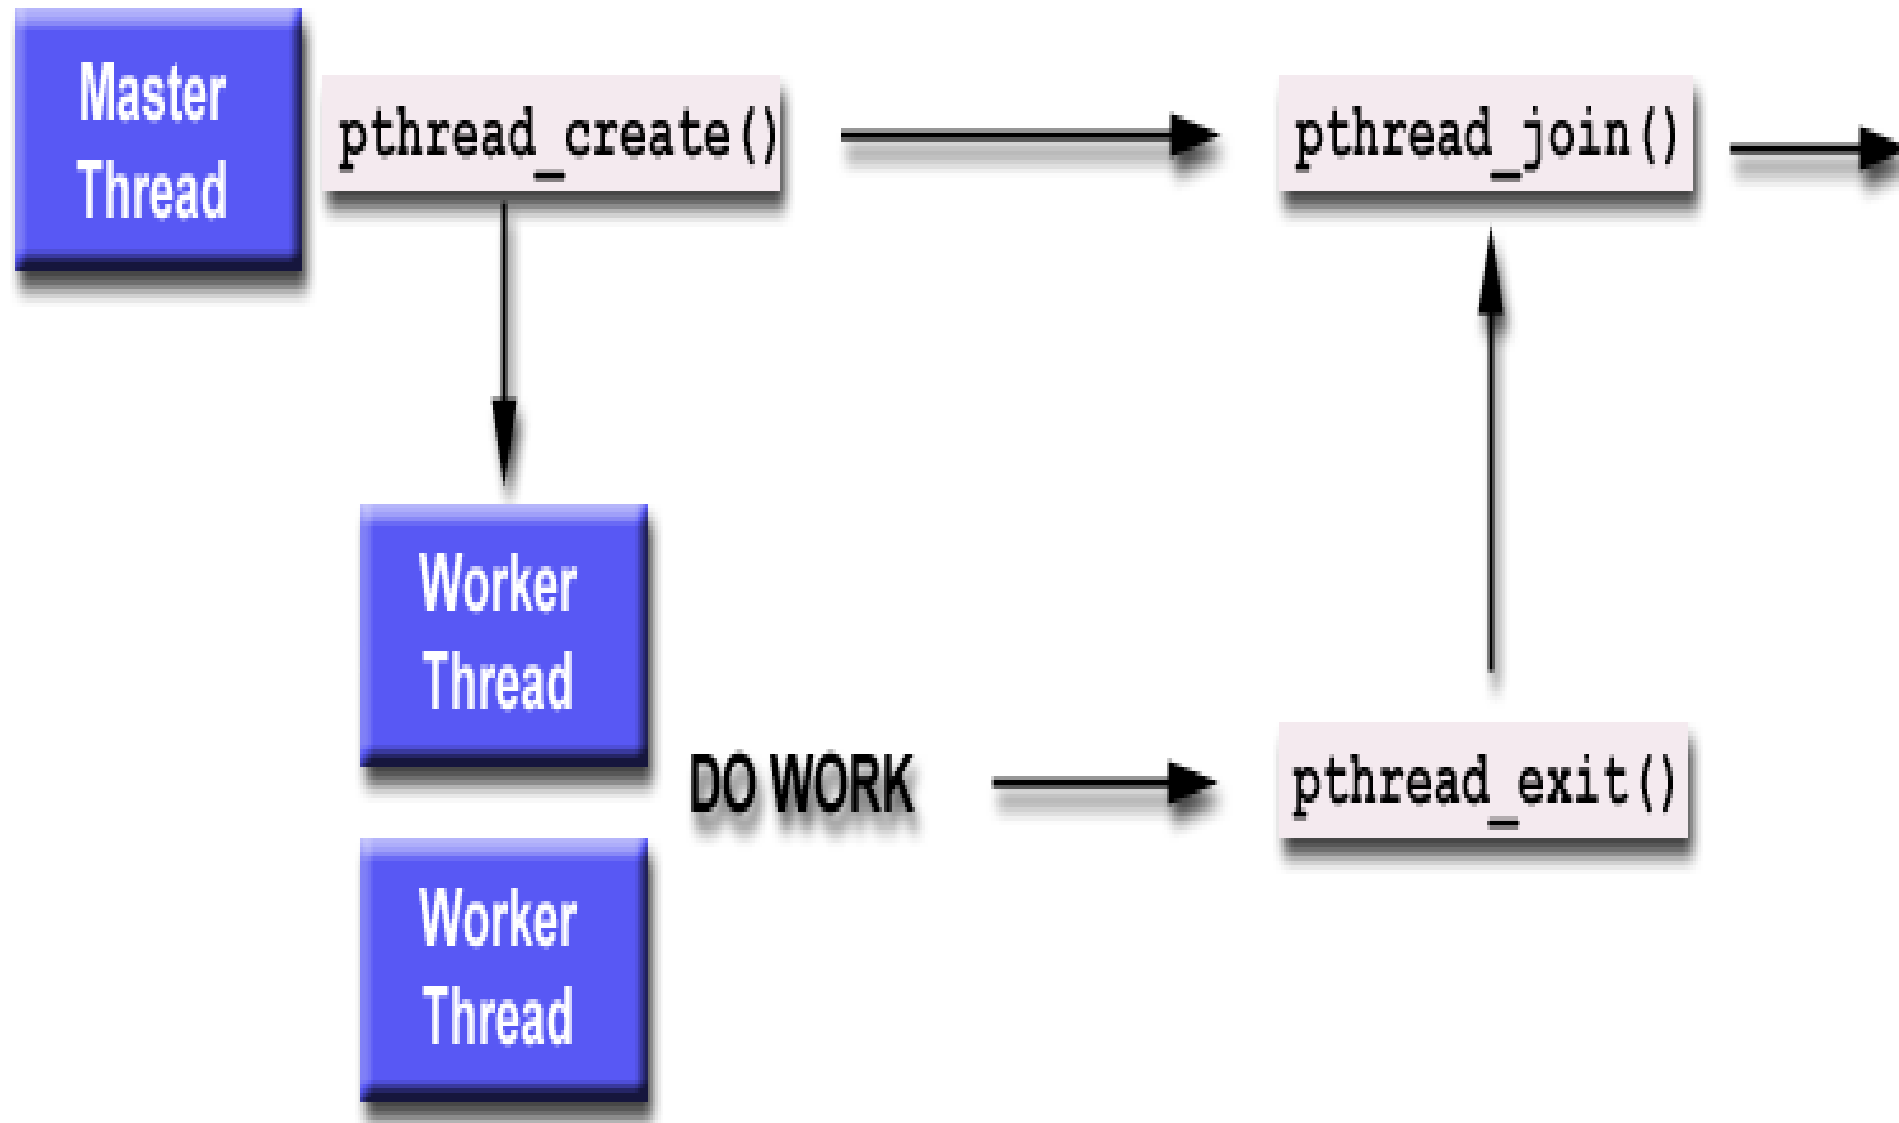 Master
Thread
pthread_create()
pthread_join()
Worker
Thread
DO WORK
pthread_exit()
Worker
Thread